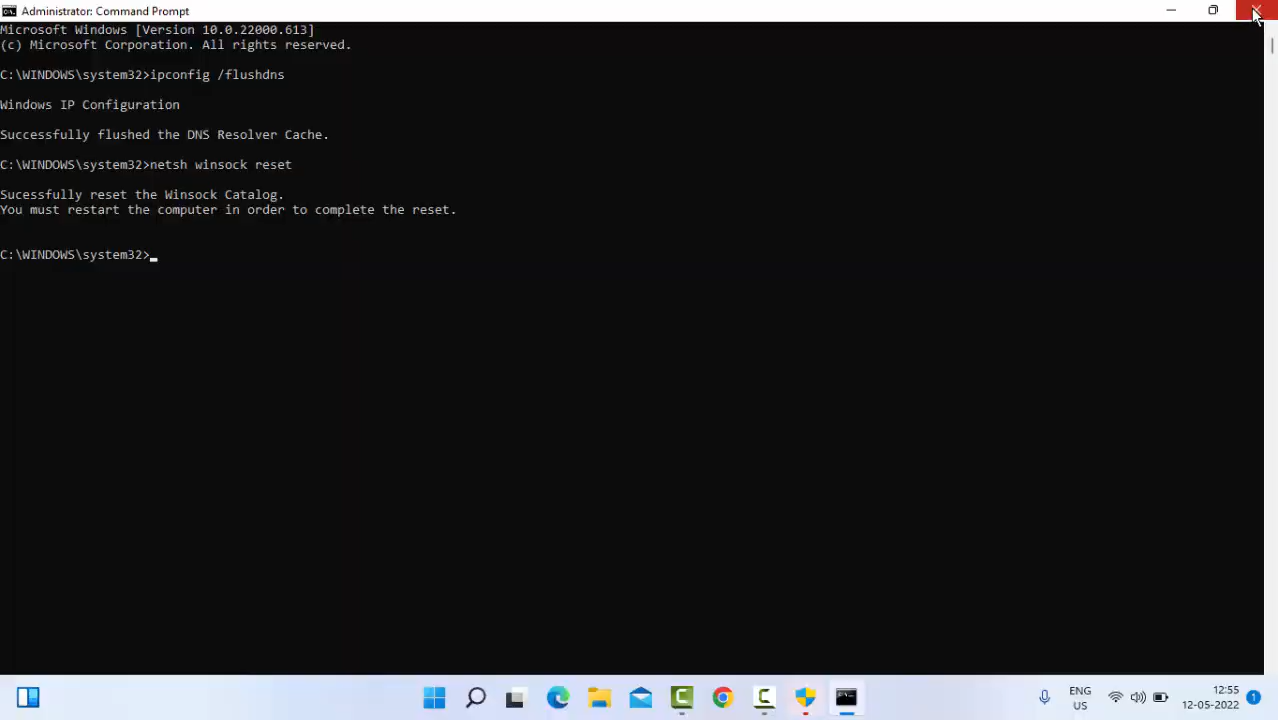 Administrator: Command Prompt
Microsoft Windows [Version 10.0.22000.613]
(c) Microsoft Corporation. All rights reserved.
C:\WINDOWS\system32>ipconfig /flushdns
Windows IP Configuration
Successfully flushed the DNS Resolver Cache.
C:\WINDOWS\system32>netsh winsock reset
Sucessfully reset the Winsock Catalog.
You must restart the computer in order to complete the reset.
C:\WINDOWS\system32>
ENG
US
12:55
12-05-2022
1